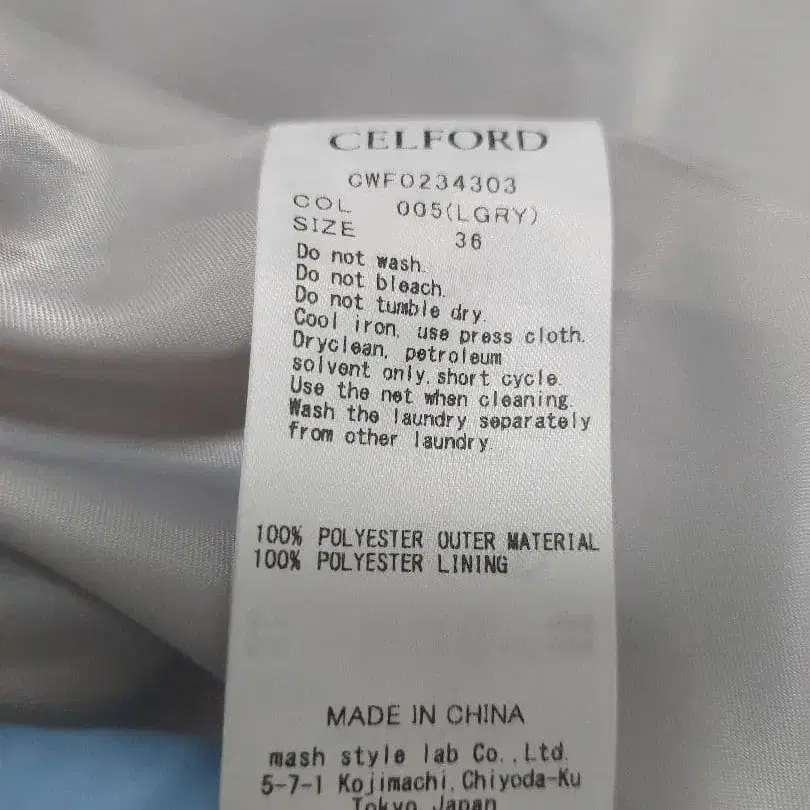 CELFORD
CWFO234303
COL 005(LGRY)
SIZE 36
Do not wash.
Do not bleach.
Do not tumble dry.
Cool iron, use press cloth.
Dryclean, petroleum
solvent only, short cycle.
Use the net when cleaning.
Wash the laundry separately
from other laundry.
100% POLYESTER OUTER MATERIAL
100% POLYESTER LINING
MADE IN CHINA
mash style lab Co.,Ltd.
5-7-1 Kojimachi, Chiyoda-Ku
Tokyo Japan